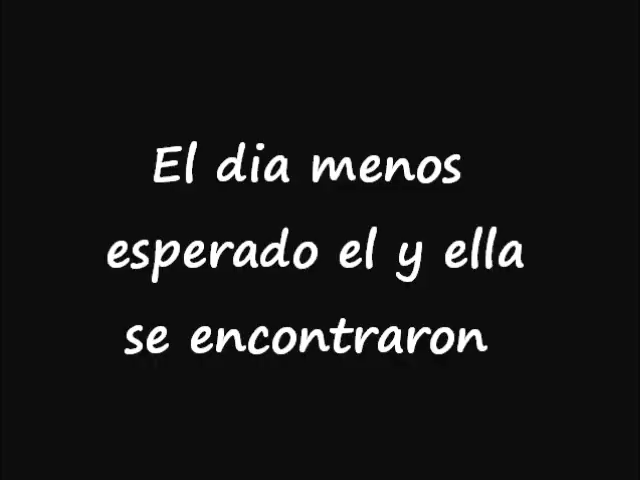 El dia menos
esperado el y ella
se encontraron